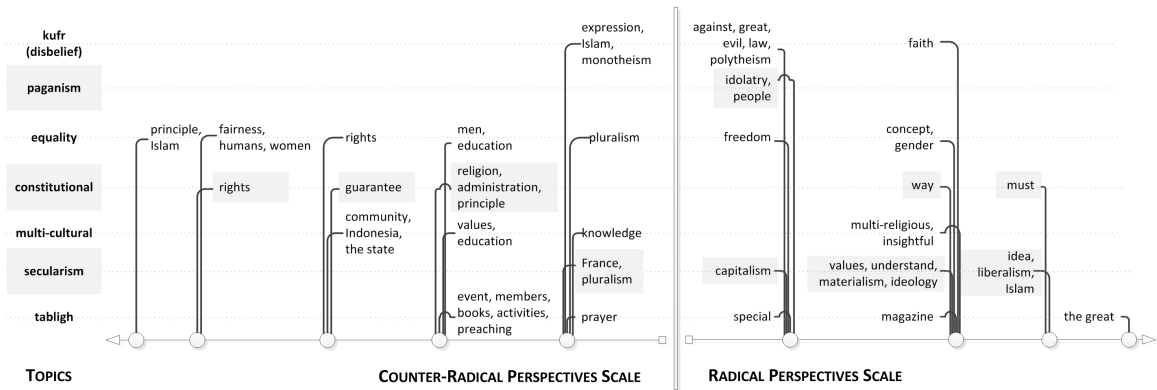 kufr
(disbelief)
expression,
Islam,
monotheism
against, great,
evil, law,
polytheism
faith
paganism
idolatry,
people
equality
principle,
Islam
fairness,
humans, women
rights
men,
education
pluralism
freedom
concept,
gender
constitutional
rights
guarantee
religion,
administration,
principle
way
must
multi-cultural
community,
Indonesia,
the state
values,
education
knowledge
multi-religious,
insightful
secularism
France,
pluralism
capitalism
values, understand,
materialism, ideology
idea,
liberalism,
Islam
tabligh
event, members,
books, activities,
preaching
prayer
special
magazine
the great
TOPICS
COUNTER-RADICAL PERSPECTIVES SCALE
RADICAL PERSPECTIVES SCALE